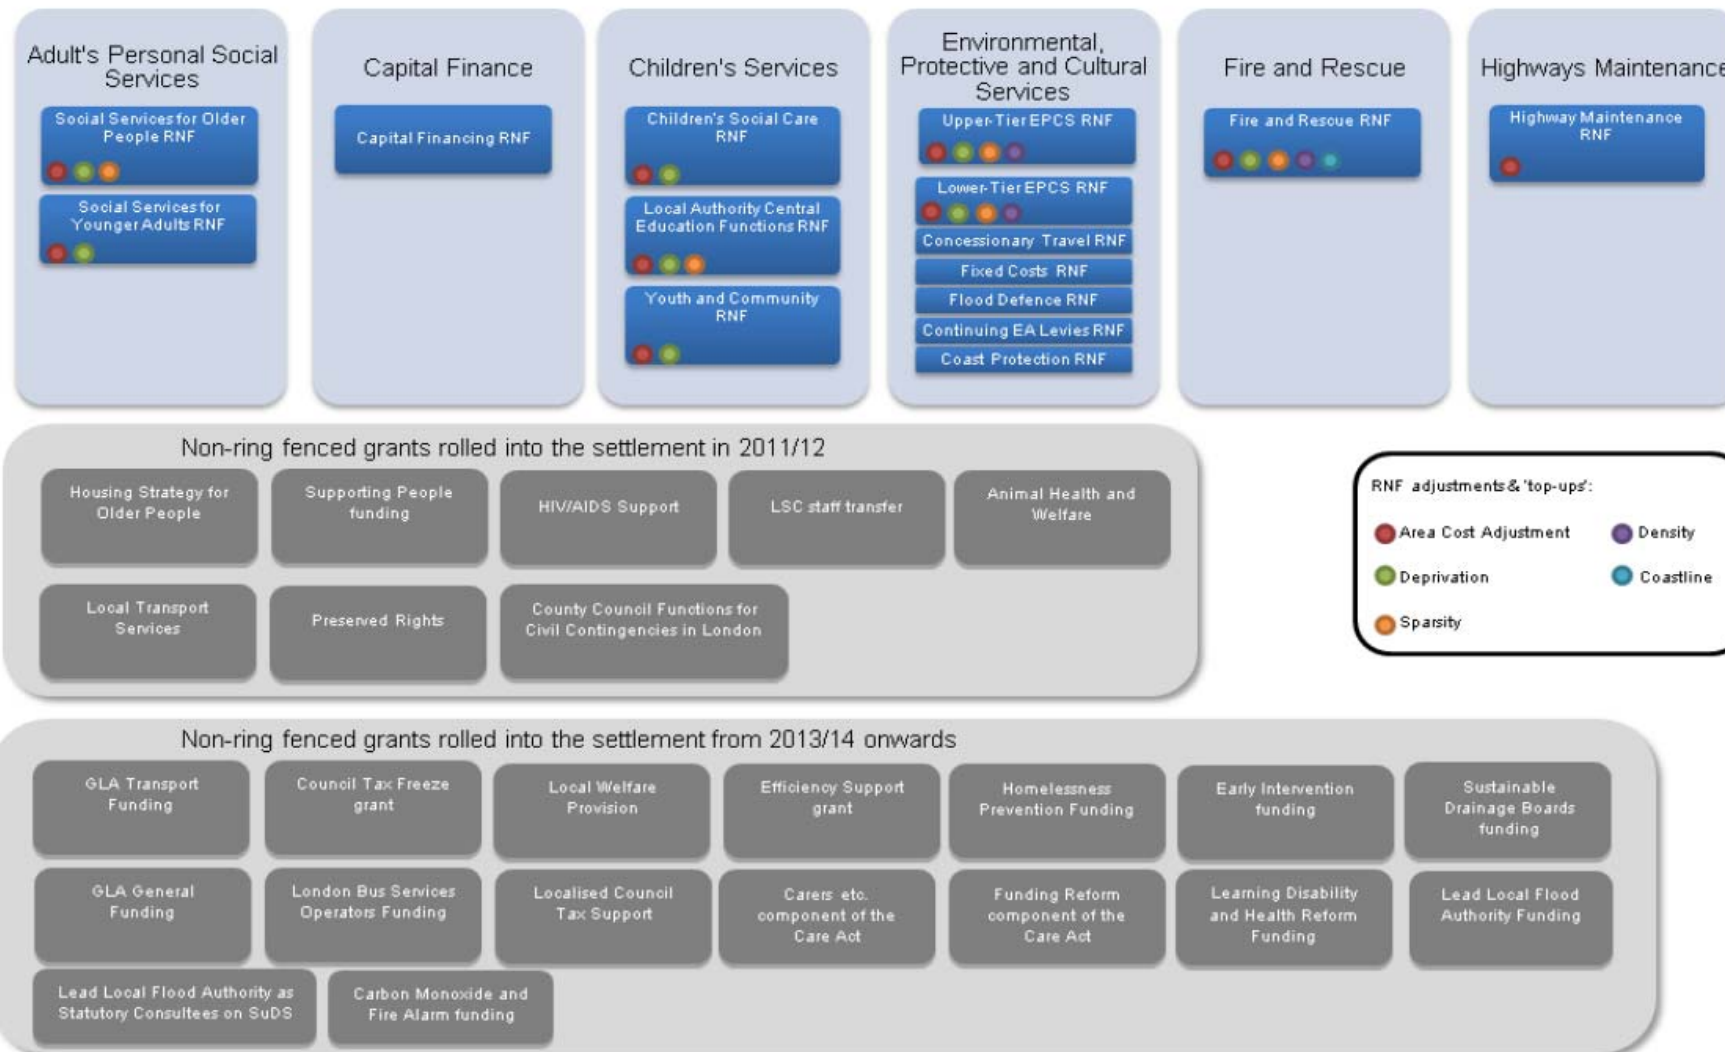 Adult's Personal Social
Services
Social Services for Older
People RNF
Social Services for
Younger Adults RNF
Capital Finance
Capital Financing RNF
Children's Services
Children's Social Care
RNF
Local Authority Central
Education Functions RNF
Youth and Community
RNF
Environmental,
Protective and Cultural
Services
Upper-Tier EPCS RNF
Lower-Tier EPCS RNF
Concessionary Travel RNF
Fixed Costs RNF
Flood Defence RNF
Continuing EA Levies RNF
Coast Protection RNF
Fire and Rescue
Fire and Rescue RNF
Highways Maintenance
Highway Maintenance
RNF
Non-ring fenced grants rolled into the settlement in 2011/12
Housing Strategy for
Older People
Supporting People
funding
HIV/AIDS Support
LSC staff transfer
Animal Health and
Welfare
Local Transport
Services
Preserved Rights
County Council Functions for
Civil Contingencies in London
RNF adjustments & 'top-ups':
Area Cost Adjustment
Density
Deprivation
Coastline
Sparsity
Non-ring fenced grants rolled into the settlement from 2013/14 onwards
GLA Transport
Funding
Council Tax Freeze
grant
Local Welfare
Provision
Efficiency Support
grant
Homelessness
Prevention Funding
Early Intervention
funding
Sustainable
Drainage Boards
funding
GLA General
Funding
London Bus Services
Operators Funding
Localised Council
Tax Support
Carers etc.
component of the
Care Act
Funding Reform
component of the
Care Act
Learning Disability
and Health Reform
Funding
Lead Local Flood
Authority Funding
Lead Local Flood Authority as
Statutory Consultees on SuDS
Carbon Monoxide and
Fire Alarm funding